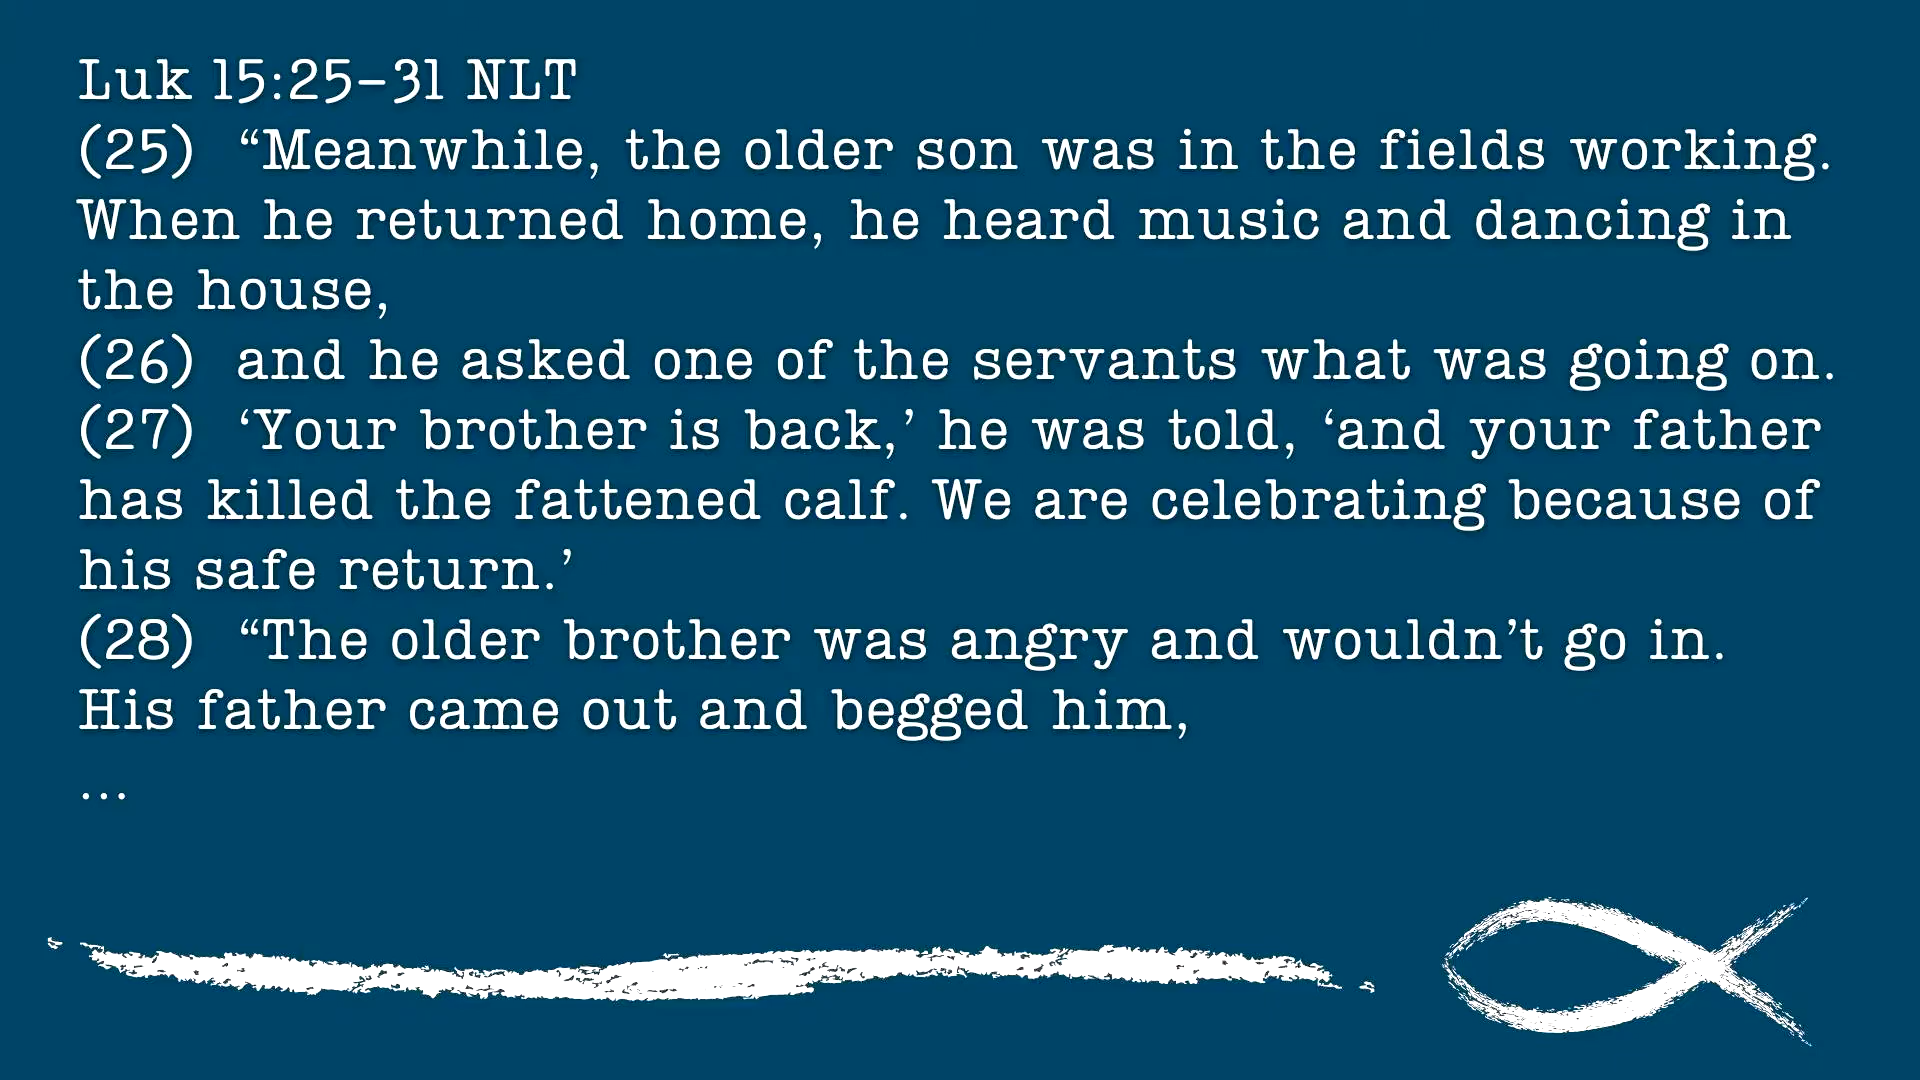 Luk 15:25–31 NLT
(25)  “Meanwhile, the older son was in the fields working.
When he returned home, he heard music and dancing in
the house,
(26)  and he asked one of the servants what was going on.
(27)  ‘Your brother is back,’ he was told, ‘and your father
has killed the fattened calf. We are celebrating because of
his safe return.’
(28)  “The older brother was angry and wouldn’t go in.
His father came out and begged him,
...